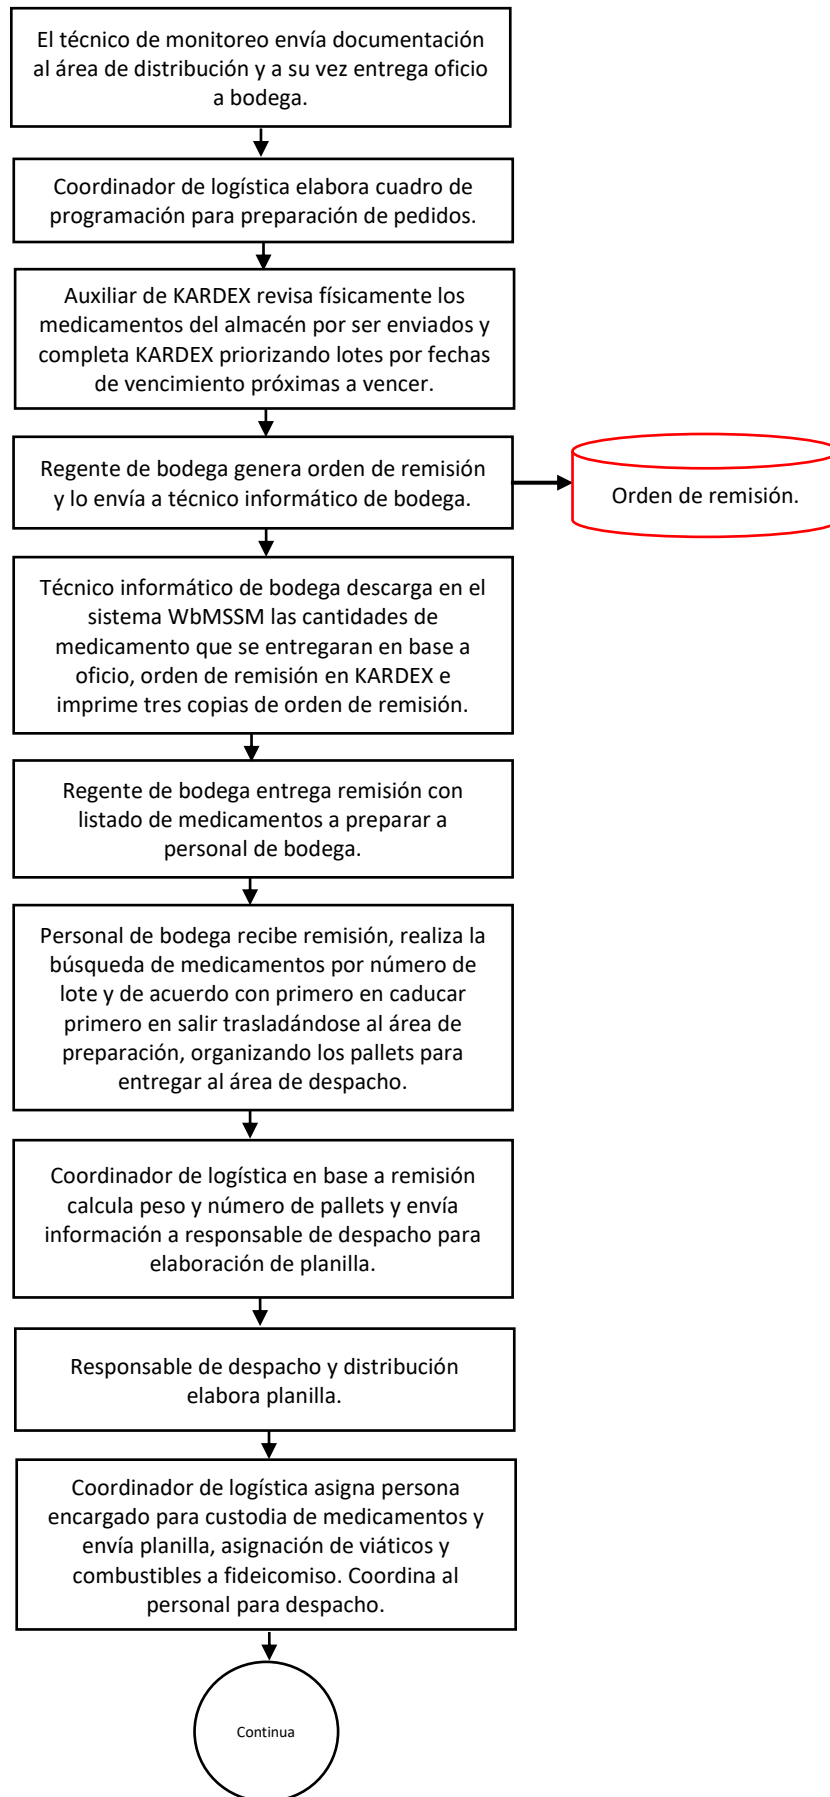 El técnico de monitoreo envía documentación
al área de distribución y a su vez entrega oficio
a bodega.
Coordinador de logística elabora cuadro de
programación para preparación de pedidos.
Auxiliar de KARDEX revisa físicamente los
medicamentos del almacén por ser enviados y
completa KARDEX priorizando lotes por fechas
de vencimiento próximas a vencer.
Regente de bodega genera orden de remisión
y lo envía a técnico informático de bodega.
Orden de remisión.
Técnico informático de bodega descarga en el
sistema WbMSSM las cantidades de
medicamento que se entregaran en base a
oficio, orden de remisión en KARDEX e
imprime tres copias de orden de remisión.
Regente de bodega entrega remisión con
listado de medicamentos a preparar a
personal de bodega.
Personal de bodega recibe remisión, realiza la
búsqueda de medicamentos por número de
lote y de acuerdo con primero en caducar
primero en salir trasladándose al área de
preparación, organizando los pallets para
entregar al área de despacho.
Coordinador de logística en base a remisión
calcula peso y número de pallets y envía
información a responsable de despacho para
elaboración de planilla.
Responsable de despacho y distribución
elabora planilla.
Coordinador de logística asigna persona
encargado para custodia de medicamentos y
envía planilla, asignación de viáticos y
combustibles a fideicomiso. Coordina al
personal para despacho.
Continua